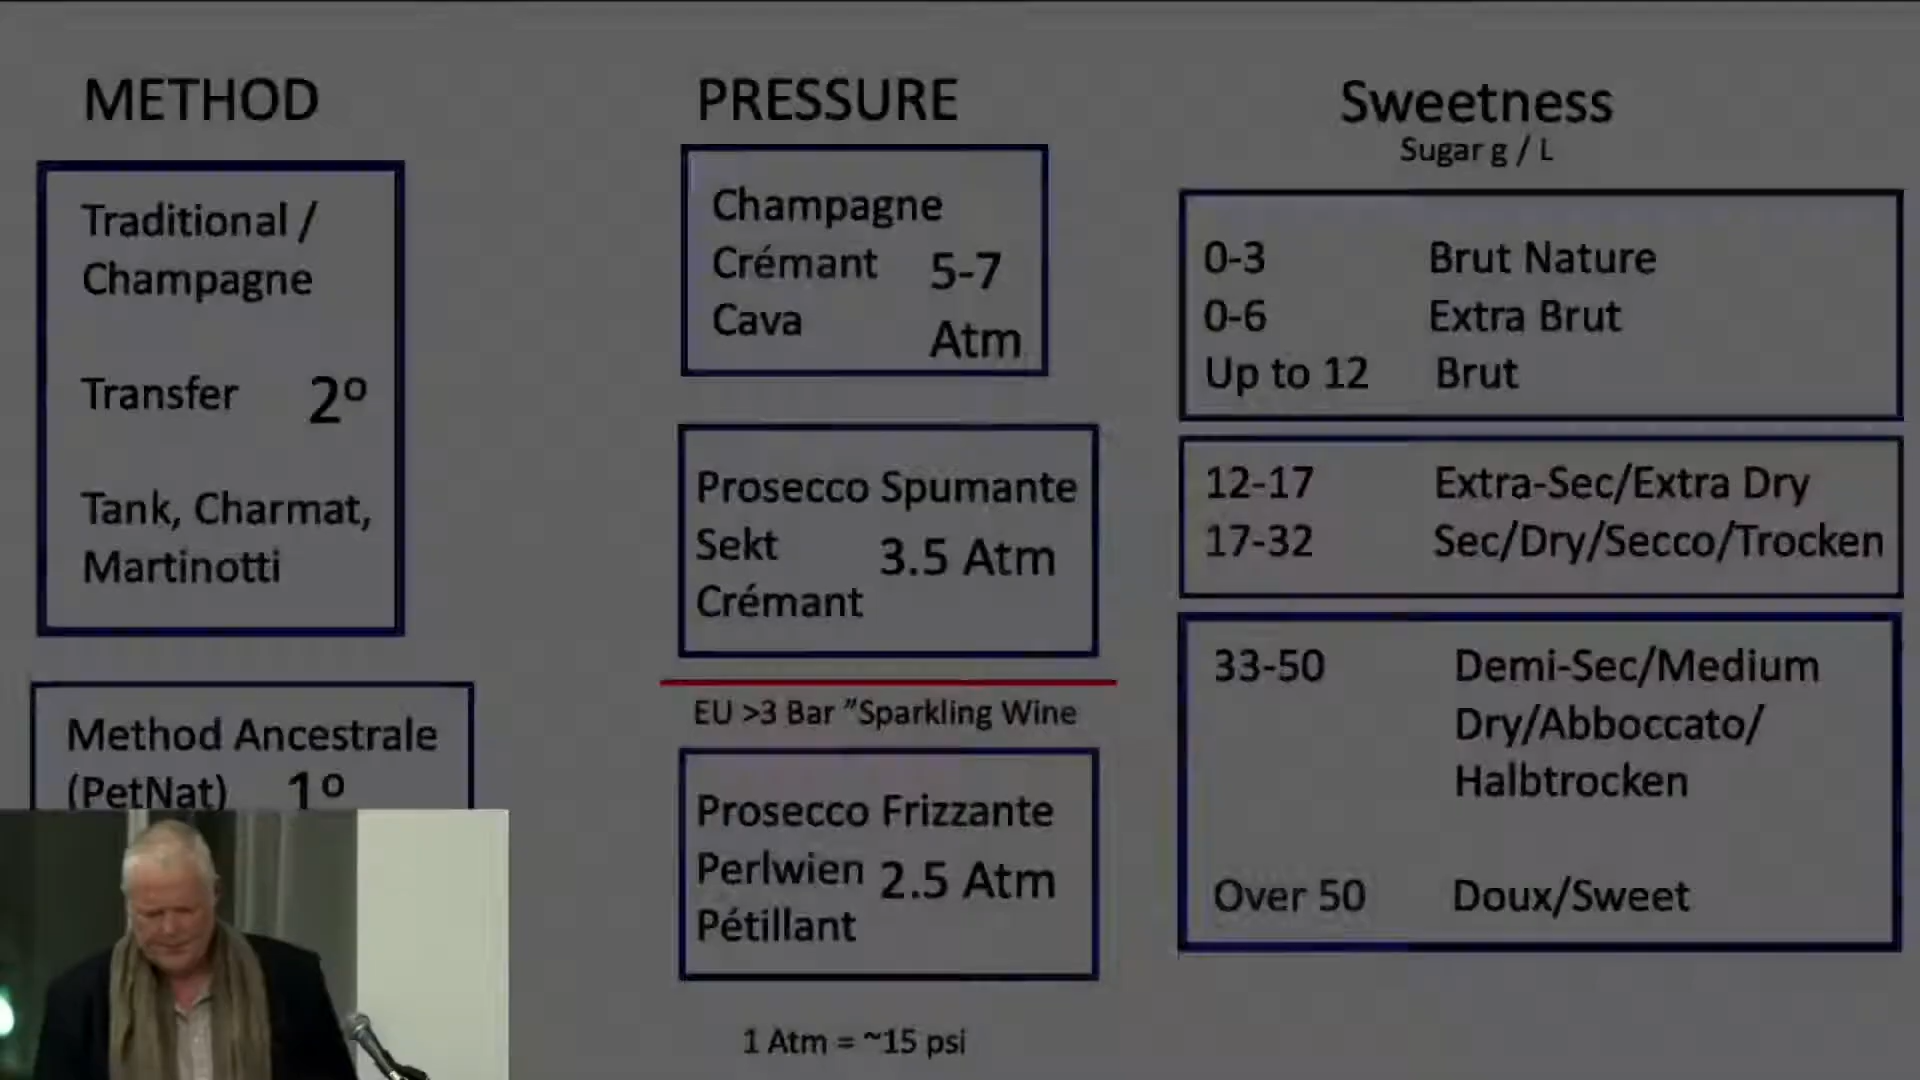 METHOD
Traditional /
Champagne
Transfer 2º
Tank, Charmat,
Martinotti
Method Ancestrale
(PetNat) 1º
PRESSURE
Champagne
Crémant 5-7
Cava Atm
Prosecco Spumante
Sekt 3.5 Atm
Crémant
EU >3 Bar "Sparkling Wine
Prosecco Frizzante
Perlwien 2.5 Atm
Pétillant
1 Atm = ~15 psi
Sweetness
Sugar g / L
0-3 Brut Nature
0-6 Extra Brut
Up to 12 Brut
12-17 Extra-Sec/Extra Dry
17-32 Sec/Dry/Secco/Trocken
33-50 Demi-Sec/Medium
Dry/Abboccato/
Halbtrocken
Over 50 Doux/Sweet